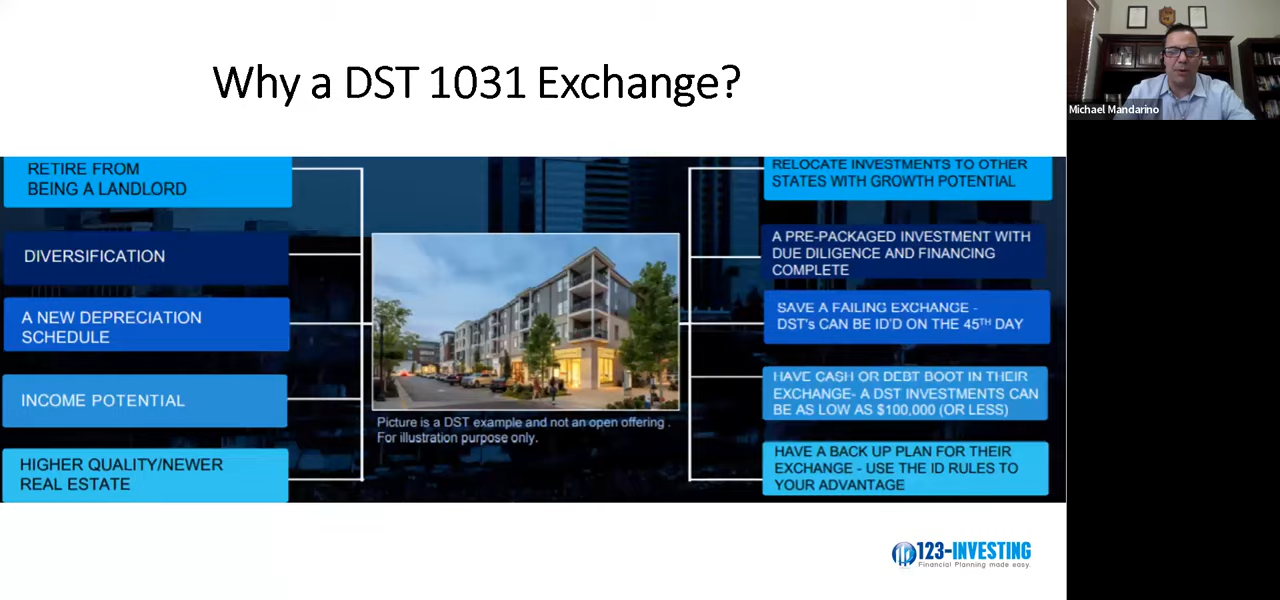 Why a DST 1031 Exchange?
Michael Mandarino
RETIRE FROM
BEING A LANDLORD
DIVERSIFICATION
A NEW DEPRECIATION
SCHEDULE
INCOME POTENTIAL
HIGHER QUALITY/NEWER
REAL ESTATE
Picture is a DST example and not an open offering .
For illustration purpose only.
RELOCATE INVESTMENTS TO OTHER
STATES WITH GROWTH POTENTIAL
A PRE-PACKAGED INVESTMENT WITH
DUE DILIGENCE AND FINANCING
COMPLETE
SAVE A FAILING EXCHANGE -
DST's CAN BE ID'D ON THE 45TH DAY
HAVE CASH OR DEBT BOOT IN THEIR
EXCHANGE- A DST INVESTMENTS CAN
BE AS LOW AS $100,000 (OR LESS)
HAVE A BACK UP PLAN FOR THEIR
EXCHANGE - USE THE ID RULES TO
YOUR ADVANTAGE
123-INVESTING
Financial Planning made easy.